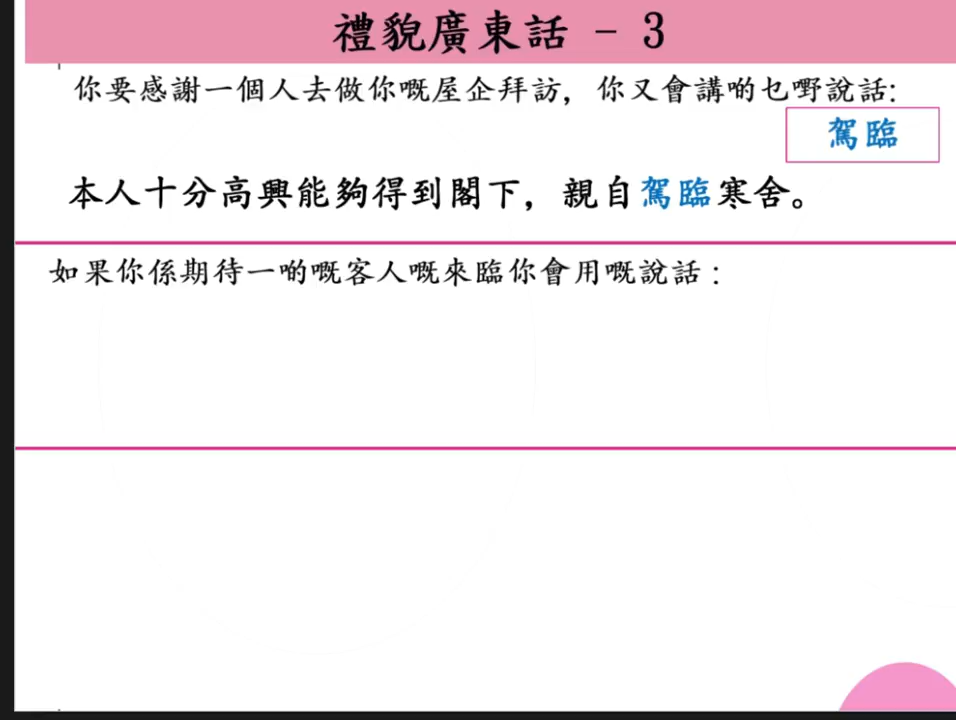 禮貌廣東話 - 3
你要感謝一個人去做你嘅屋企拜訪，你又會講啲乜嘢說話:
駕臨
本人十分高興能夠得到閣下，親自駕臨寒舍。
如果你係期待一啲嘅客人嘅來臨你會用嘅說話：